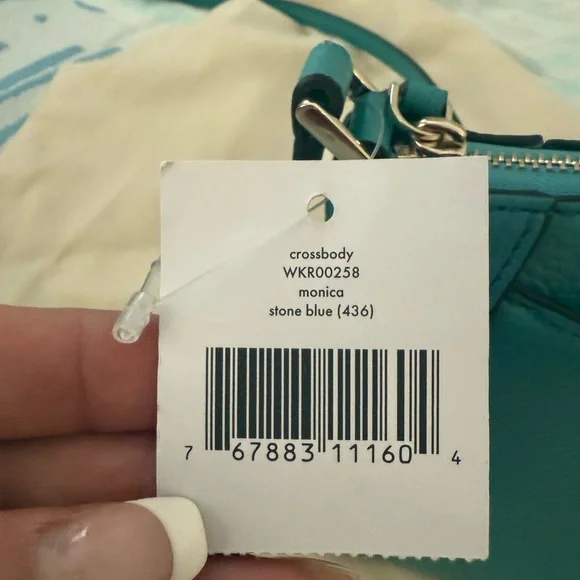 crossbody
WKR00258
monica
stone blue (436)
7 67883 11160 4